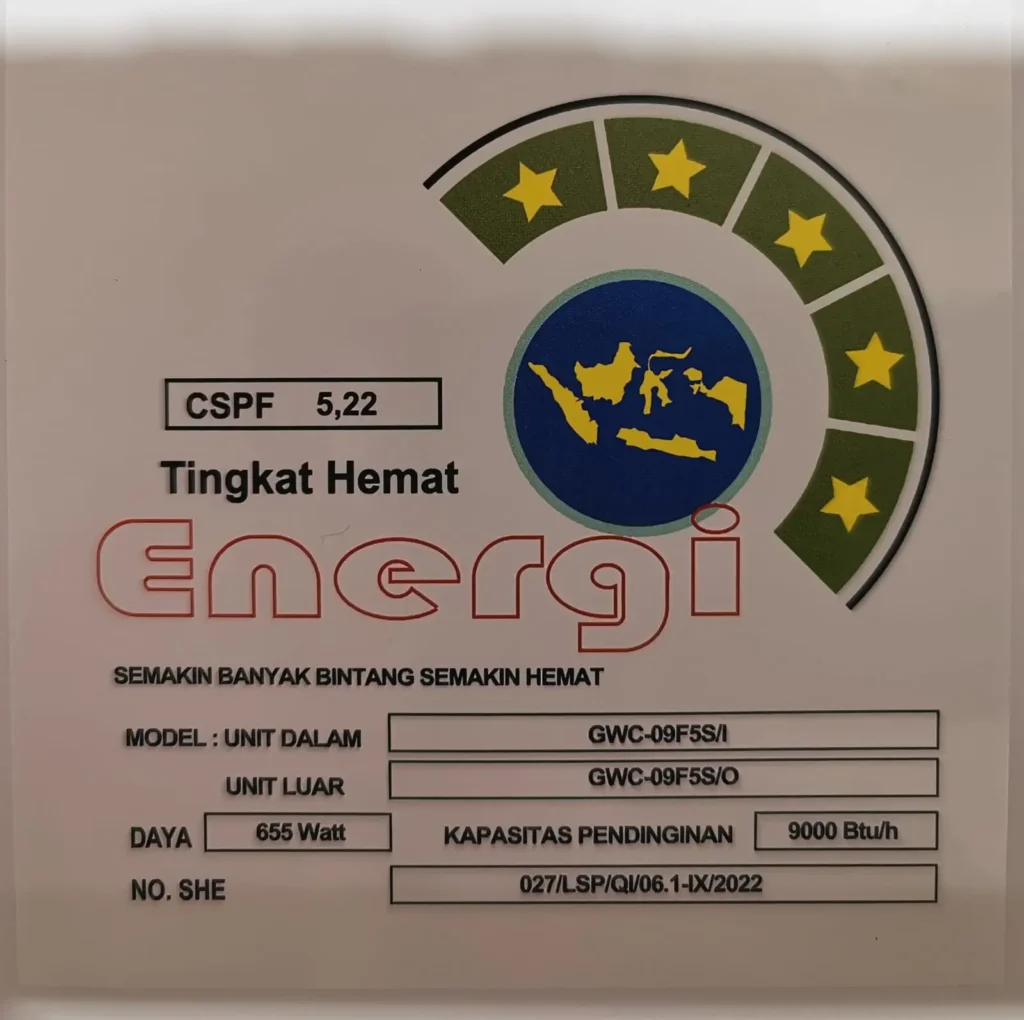 CSPF 5,22
Tingkat Hemat
Energi
SEMAKIN BANYAK BINTANG SEMAKIN HEMAT
MODEL : UNIT DALAM GWC-09F5S/I
UNIT LUAR GWC-09F5S/O
DAYA 655 Watt KAPASITAS PENDINGINAN 9000 Btu/h
NO. SHE 027/LSP/QI/06.1-IX/2022